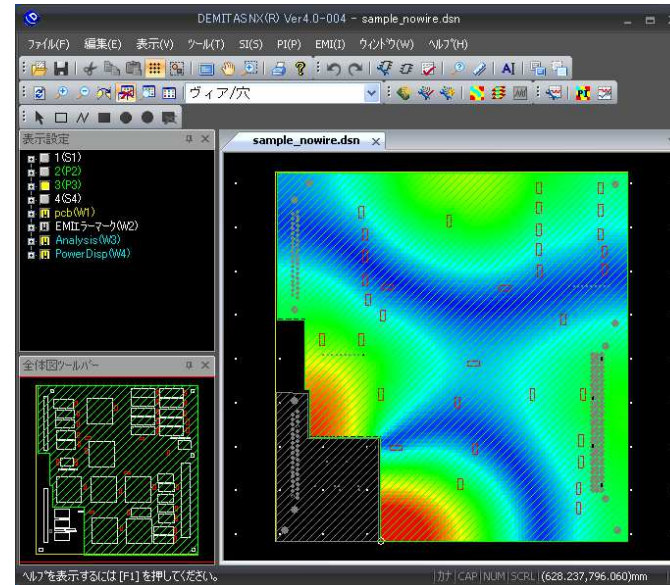 DEMITASNX(R) Ver4.0-004 - sample_nowire.dsn
ファイル(F) 編集(E) 表示(V) ツール(T) SI(S) PI(P) EMI(I) ウィンドウ(W) ヘルプ(H)
ヴィア/穴
表示設定
sample_nowire.dsn
1(S1)
2(P2)
3(P3)
4(S4)
pcb(W1)
EMIエラーマーク(W2)
Analysis(W3)
PowerDisp(W4)
全体図ツールバー
ヘルプを表示するには [F1] を押してください。
カナ CAP NUM SCRL (628.237,796.060)mm